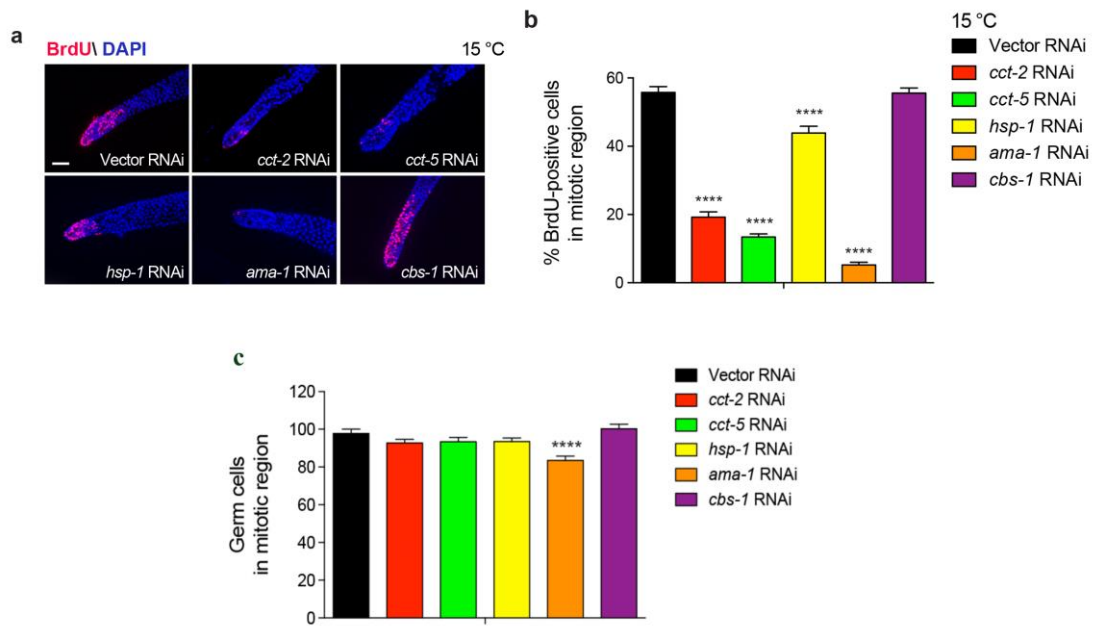 a
BrdU\ DAPI
15 °C
Vector RNAi
cct-2 RNAi
cct-5 RNAi
hsp-1 RNAi
ama-1 RNAi
cbs-1 RNAi
b
% BrdU-positive cells
in mitotic region
60
40
20
0
****
****
****
****
15 °C
Vector RNAi
cct-2 RNAi
cct-5 RNAi
hsp-1 RNAi
ama-1 RNAi
cbs-1 RNAi
c
Germ cells
in mitotic region
120
100
80
60
40
20
0
****
Vector RNAi
cct-2 RNAi
cct-5 RNAi
hsp-1 RNAi
ama-1 RNAi
cbs-1 RNAi